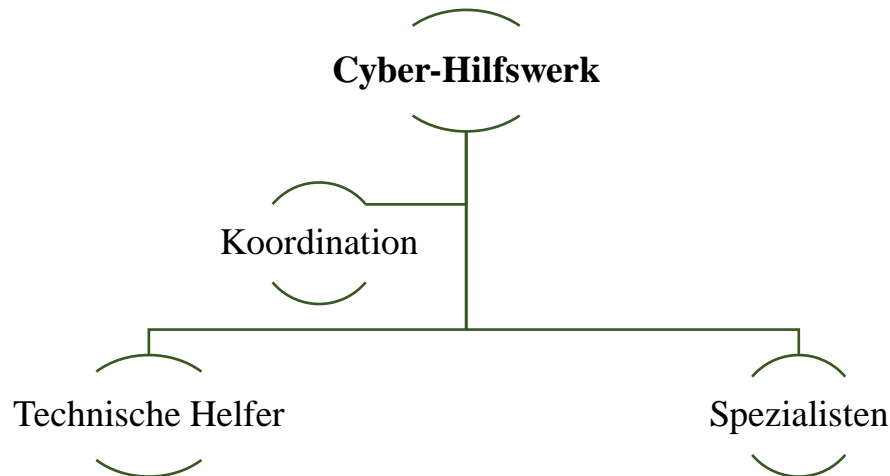 Cyber-Hilfswerk
Koordination
Technische Helfer
Spezialisten